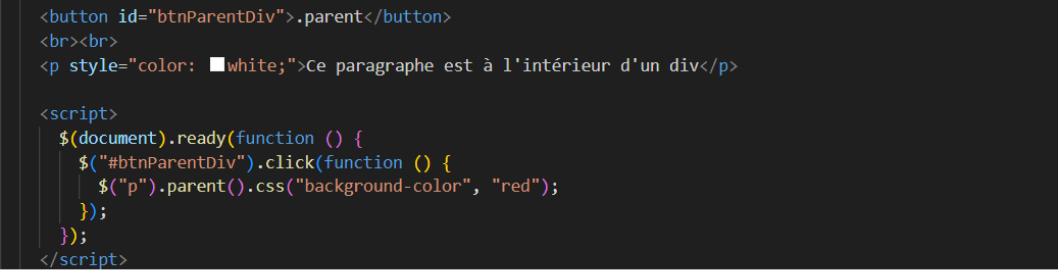 <button id="btnParentDiv">.parent</button>
<br><br>
<p style="color: white;">Ce paragraphe est à l'intérieur d'un div</p>
<script>
$(document).ready(function () {
$("#btnParentDiv").click(function () {
$("p").parent().css("background-color", "red");
});
});
</script>